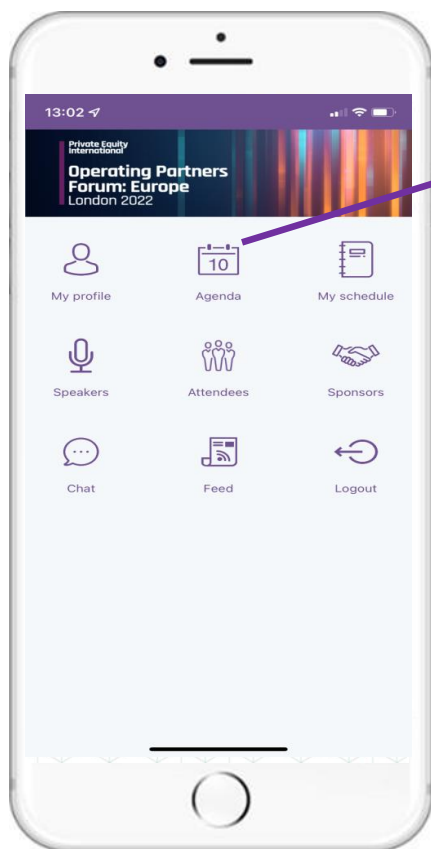 13:02
Private Equity
International
Operating Partners
Forum: Europe
London 2022
10
My profile
Agenda
My schedule
Speakers
Attendees
Sponsors
Chat
Feed
Logout